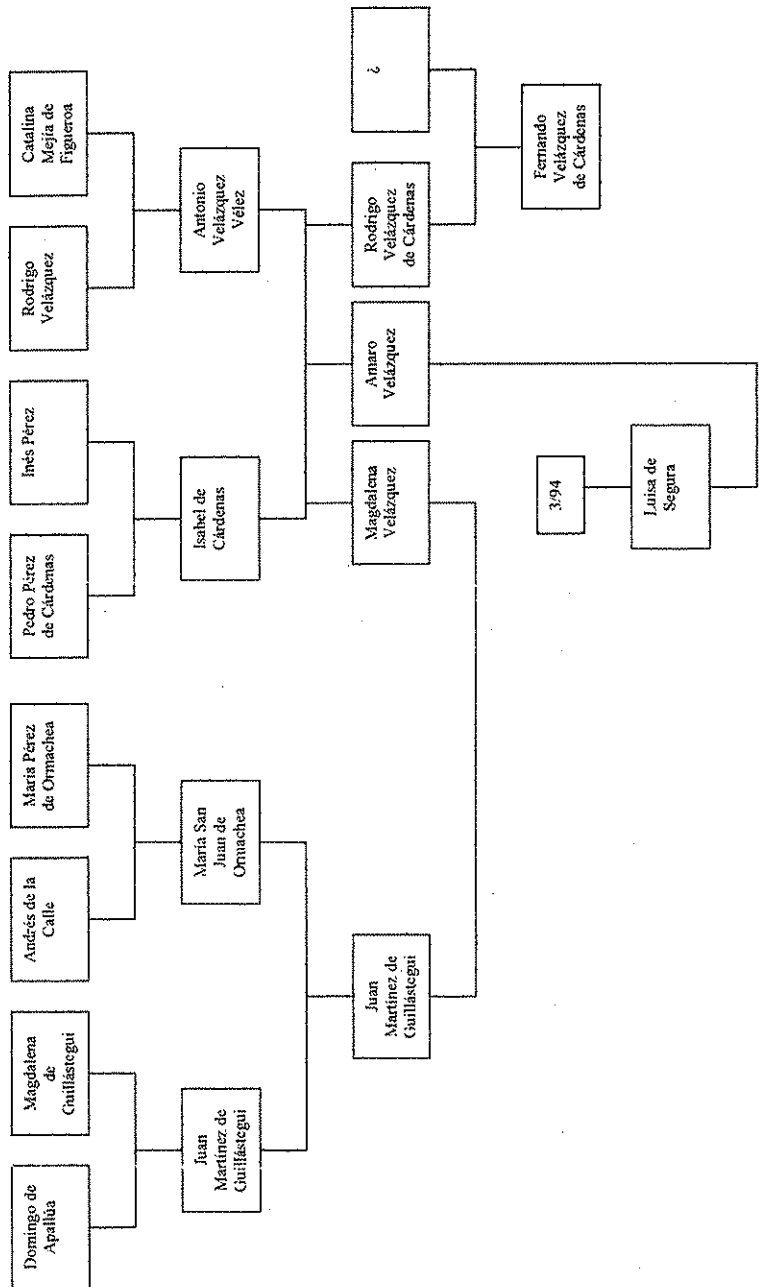 Domingo de
Apallúa
Magdalena
de
Guillástegui
Andrés de la
Calle
María Pérez
de Ormachea
Pedro Pérez
de Cárdenas
Inés Pérez
Rodrigo
Velázquez
Catalina
Mejía de
Figueroa
Juan
Martínez de
Guillástegui
María San
Juan de
Ormachea
Isabel de
Cárdenas
Antonio
Velázquez
Vélez
Juan
Martínez de
Guillástegui
Magdalena
Velázquez
Amaro
Velázquez
Rodrigo
Velázquez
de Cárdenas
¿
3/94
Luisa de
Segura
Fernando
Velázquez
de Cárdenas